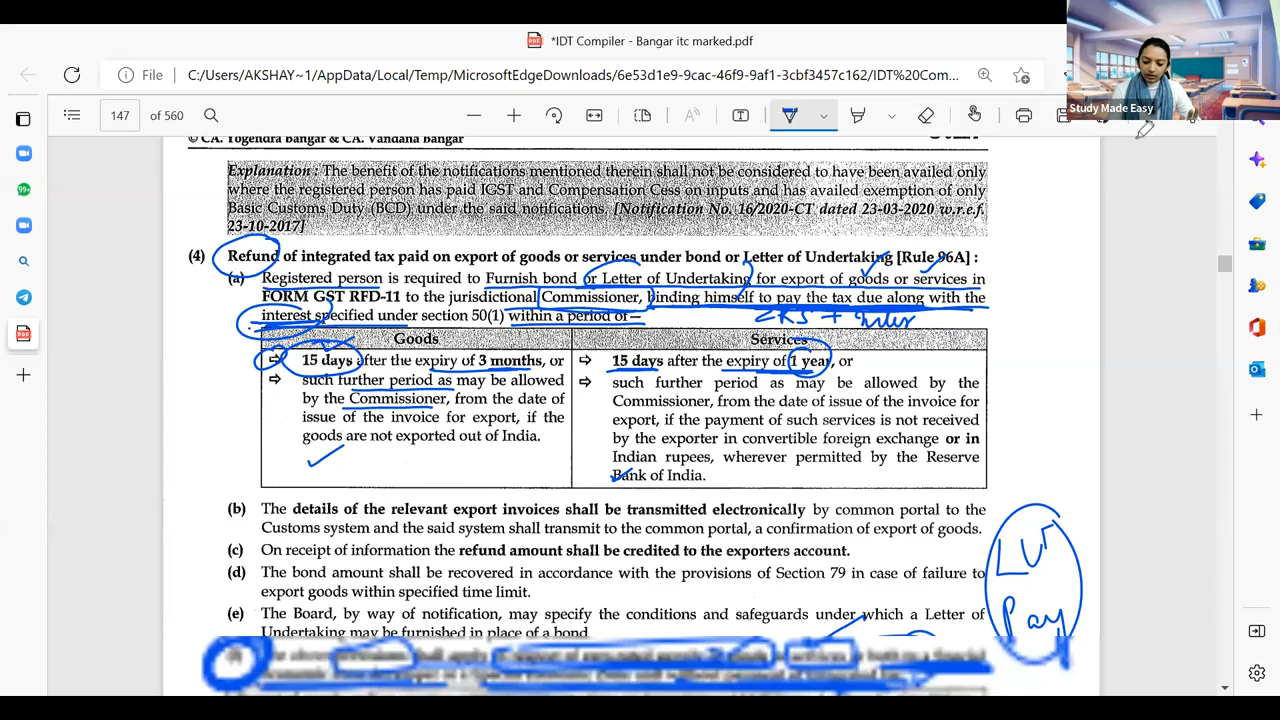 *IDT Compiler - Bangar itc marked.pdf
File C:/Users/AKSHAY~1/AppData/Local/Temp/MicrosoftEdgeDownloads/6e53d1e9-9cac-46f9-9af1-3cbf3457c162/IDT%20Com...
Study Made Easy
147 of 560
99+
© CA. Yogendra Bangar & CA. Vandana Bangar
Explanation : The benefit of the notifications mentioned therein shall not be considered to have been availed only
where the registered person has paid IGST and Compensation Cess on inputs and has availed exemption of only
Basic Customs Duty (BCD) under the said notifications. [Notification No. 16/2020-CT dated 23-03-2020 w.r.e.f.
23-10-2017]
(4) Refund of integrated tax paid on export of goods or services under bond or Letter of Undertaking [Rule 96A] :
(a) Registered person is required to Furnish bond or Letter of Undertaking for export of goods or services in
FORM GST RFD-11 to the jurisdictional Commissioner, binding himself to pay the tax due along with the
interest specified under section 50(1) within a period of—
Goods
⇨ 15 days after the expiry of 3 months, or
⇨ such further period as may be allowed
by the Commissioner, from the date of
issue of the invoice for export, if the
goods are not exported out of India.
Services
⇨ 15 days after the expiry of 1 year, or
⇨ such further period as may be allowed by the
Commissioner, from the date of issue of the invoice for
export, if the payment of such services is not received
by the exporter in convertible foreign exchange or in
Indian rupees, wherever permitted by the Reserve
Bank of India.
(b) The details of the relevant export invoices shall be transmitted electronically by common portal to the
Customs system and the said system shall transmit to the common portal, a confirmation of export of goods.
(c) On receipt of information the refund amount shall be credited to the exporters account.
(d) The bond amount shall be recovered in accordance with the provisions of Section 79 in case of failure to
export goods within specified time limit.
(e) The Board, by way of notification, may specify the conditions and safeguards under which a Letter of
Undertaking may be furnished in place of a bond
LUT
Pay